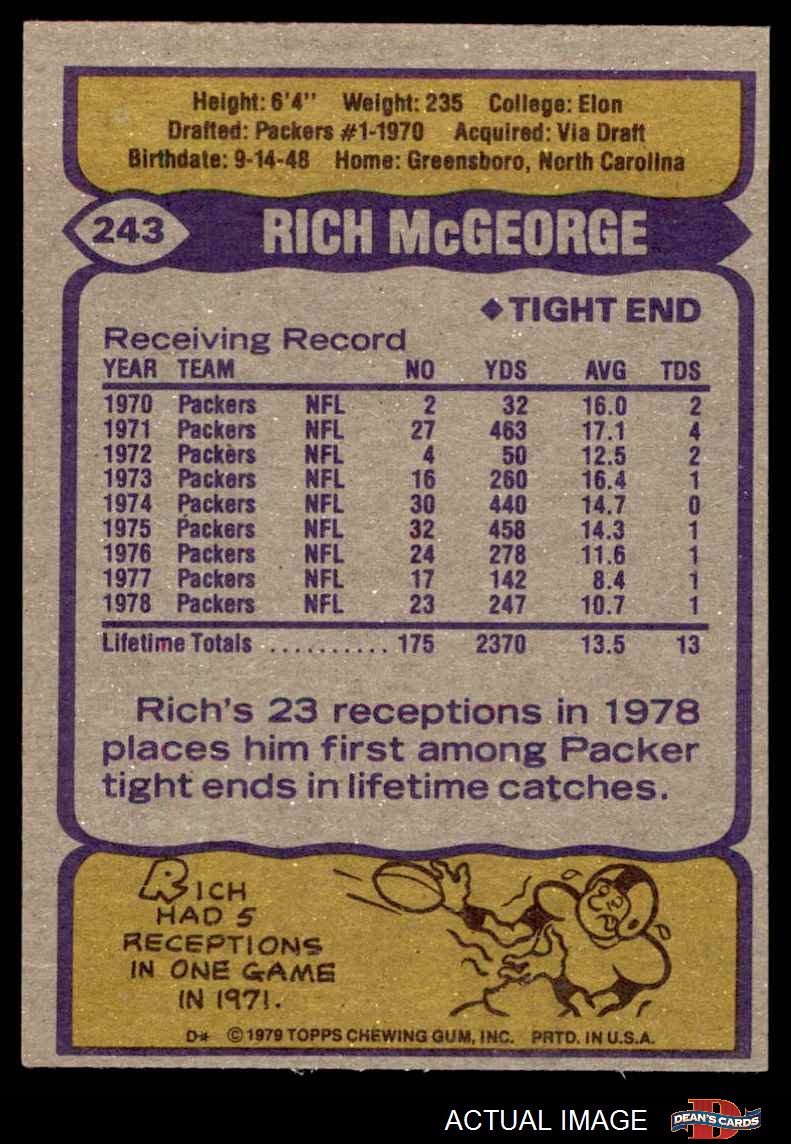 Height: 6'4" Weight: 235 College: Elon
Drafted: Packers #1-1970 Acquired: Via Draft
Birthdate: 9-14-48 Home: Greensboro, North Carolina
243 RICH McGEORGE
◆ TIGHT END
Receiving Record
YEAR TEAM NO YDS AVG TDS
1970 Packers NFL 2 32 16.0 2
1971 Packers NFL 27 463 17.1 4
1972 Packers NFL 4 50 12.5 2
1973 Packers NFL 16 260 16.4 1
1974 Packers NFL 30 440 14.7 0
1975 Packers NFL 32 458 14.3 1
1976 Packers NFL 24 278 11.6 1
1977 Packers NFL 17 142 8.4 1
1978 Packers NFL 23 247 10.7 1
Lifetime Totals .......... 175 2370 13.5 13
Rich's 23 receptions in 1978
places him first among Packer
tight ends in lifetime catches.
RICH
HAD 5
RECEPTIONS
IN ONE GAME
IN 1971.
D* © 1979 TOPPS CHEWING GUM, INC. PRTD. IN U.S.A.
ACTUAL IMAGE DEAN'S CARDS